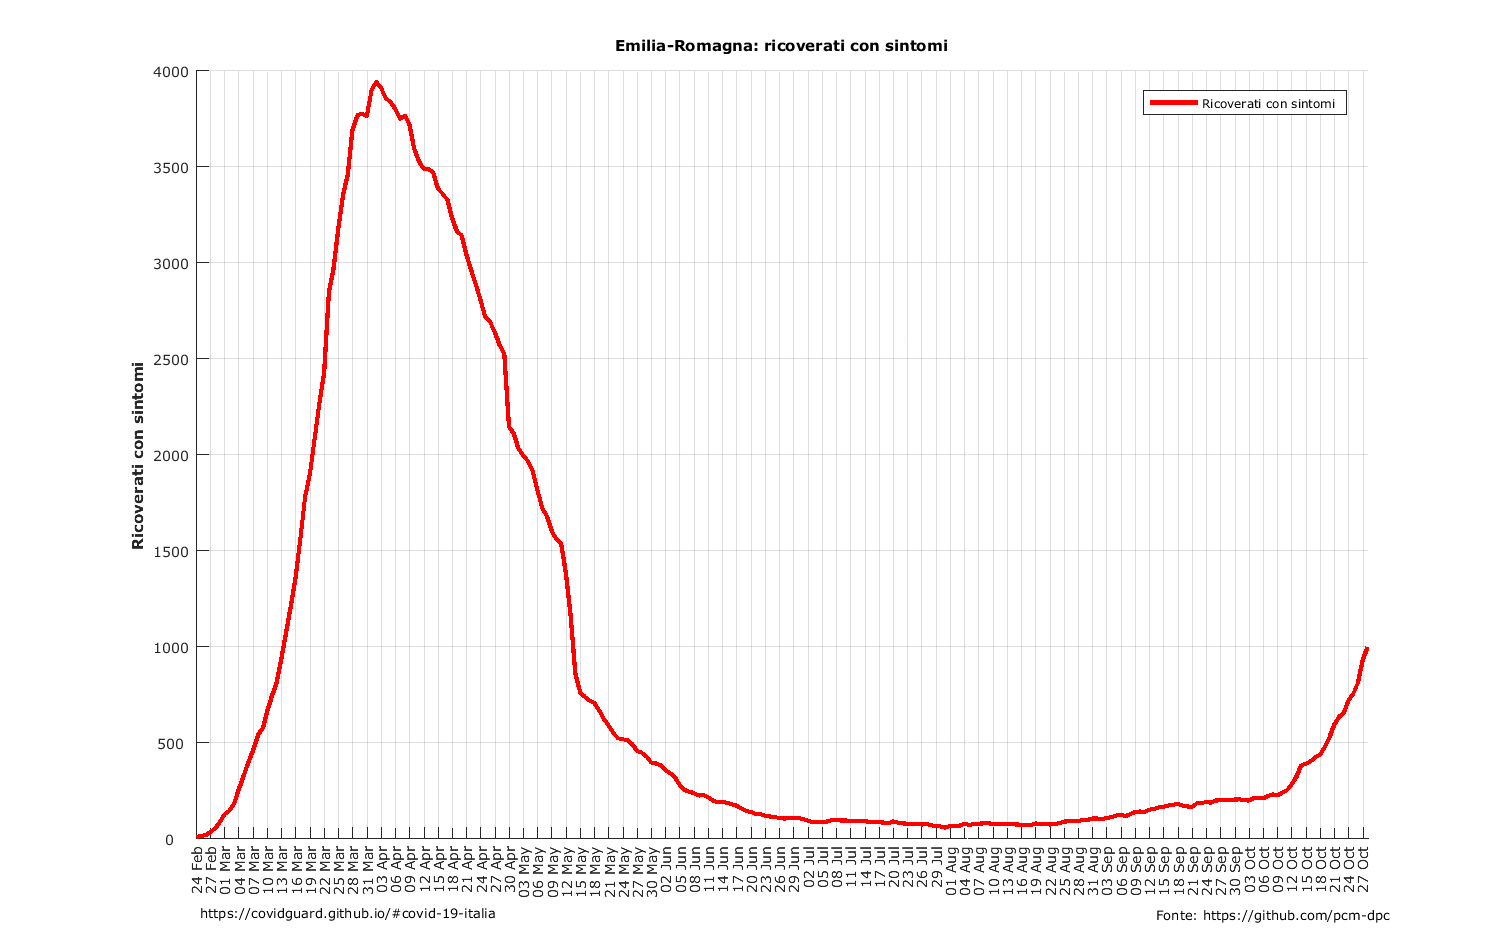 Emilia-Romagna: ricoverati con sintomi
Ricoverati con sintomi
4000
3500
3000
2500
2000
1500
1000
500
0
Ricoverati con sintomi
24 Feb
27 Feb
01 Mar
04 Mar
07 Mar
10 Mar
13 Mar
16 Mar
19 Mar
22 Mar
25 Mar
28 Mar
31 Mar
03 Apr
06 Apr
09 Apr
12 Apr
15 Apr
18 Apr
21 Apr
24 Apr
27 Apr
30 Apr
03 May
06 May
09 May
12 May
15 May
18 May
21 May
24 May
27 May
30 May
02 Jun
05 Jun
08 Jun
11 Jun
14 Jun
17 Jun
20 Jun
23 Jun
26 Jun
29 Jun
02 Jul
05 Jul
08 Jul
11 Jul
14 Jul
17 Jul
20 Jul
23 Jul
26 Jul
29 Jul
01 Aug
04 Aug
07 Aug
10 Aug
13 Aug
16 Aug
19 Aug
22 Aug
25 Aug
28 Aug
31 Aug
03 Sep
06 Sep
09 Sep
12 Sep
15 Sep
18 Sep
21 Sep
24 Sep
27 Sep
30 Sep
03 Oct
06 Oct
09 Oct
12 Oct
15 Oct
18 Oct
21 Oct
24 Oct
27 Oct
https://covidguard.github.io/#covid-19-italia
Fonte: https://github.com/pcm-dpc